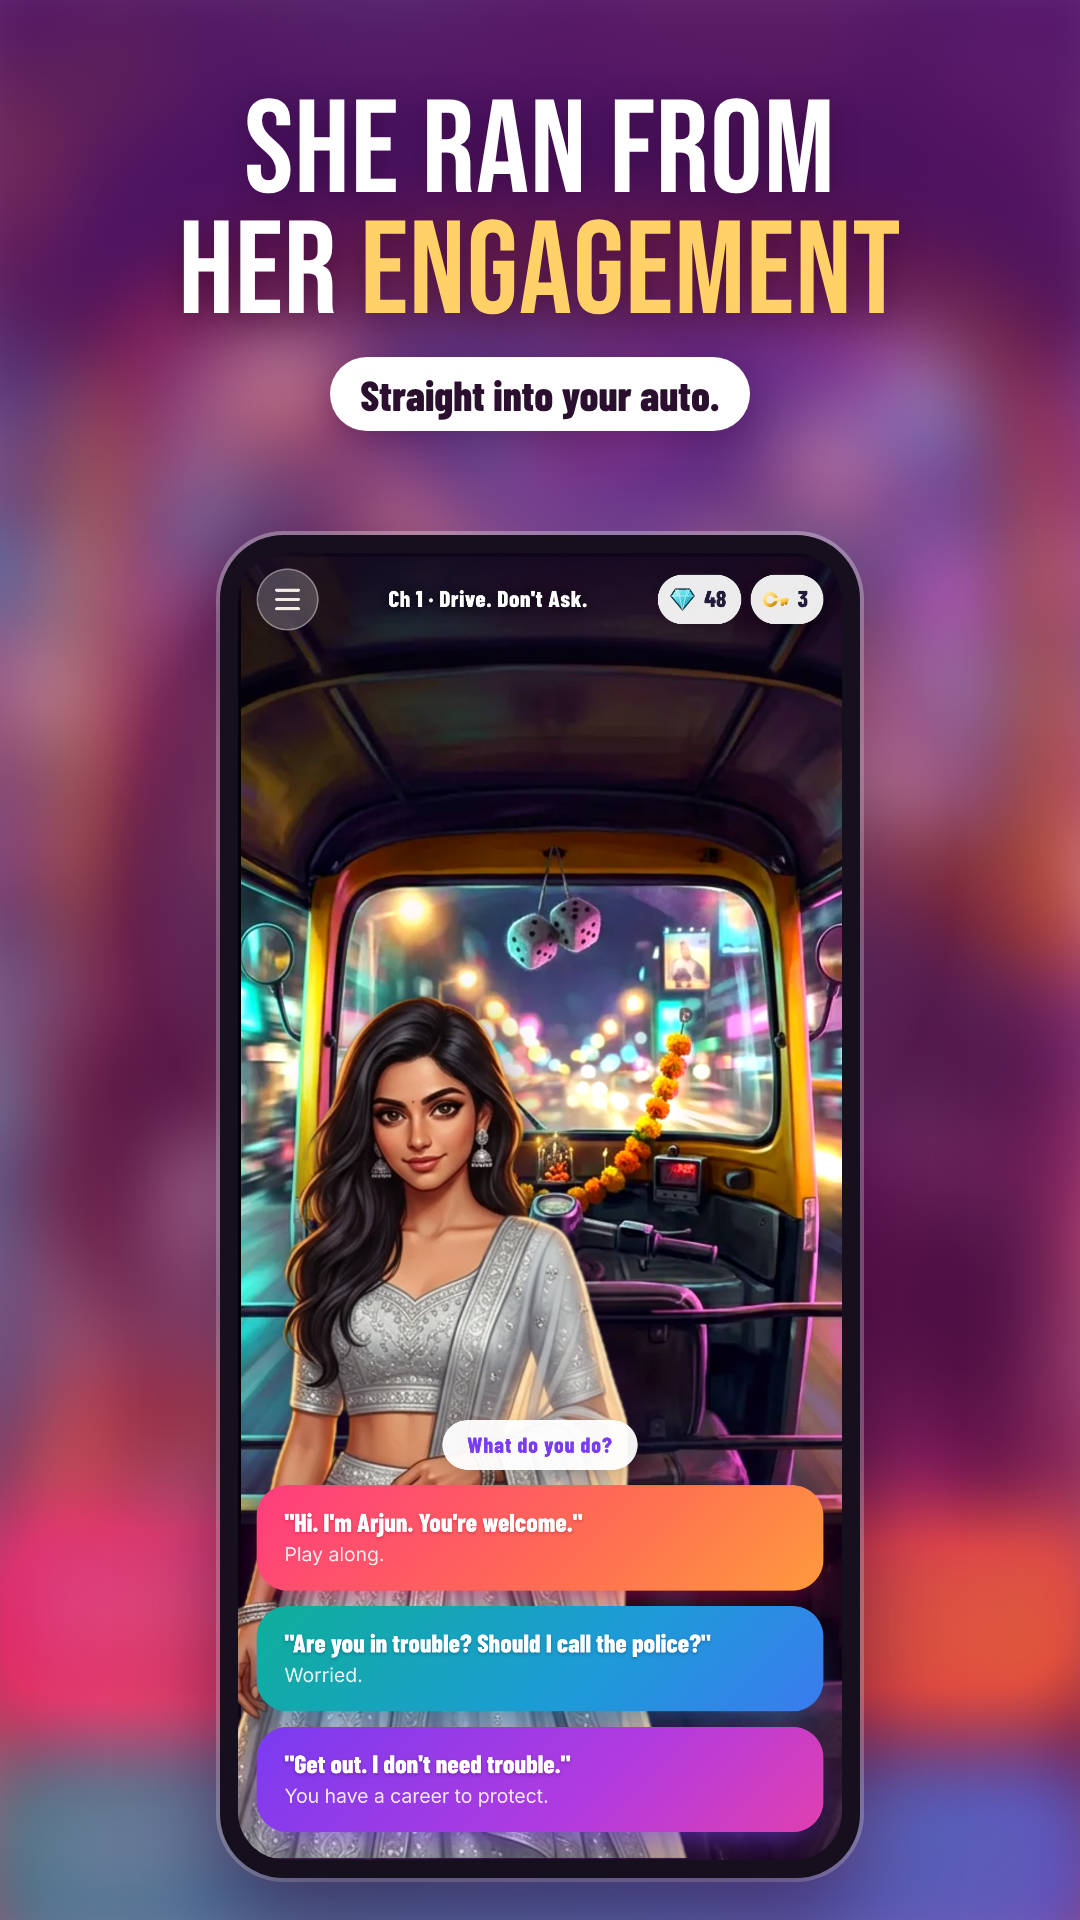 SHE RAN FROM
HER ENGAGEMENT
Straight into your auto.
Ch 1 · Drive. Don't Ask.
48
3
What do you do?
"Hi. I'm Arjun. You're welcome."
Play along.
"Are you in trouble? Should I call the police?"
Worried.
"Get out. I don't need trouble."
You have a career to protect.